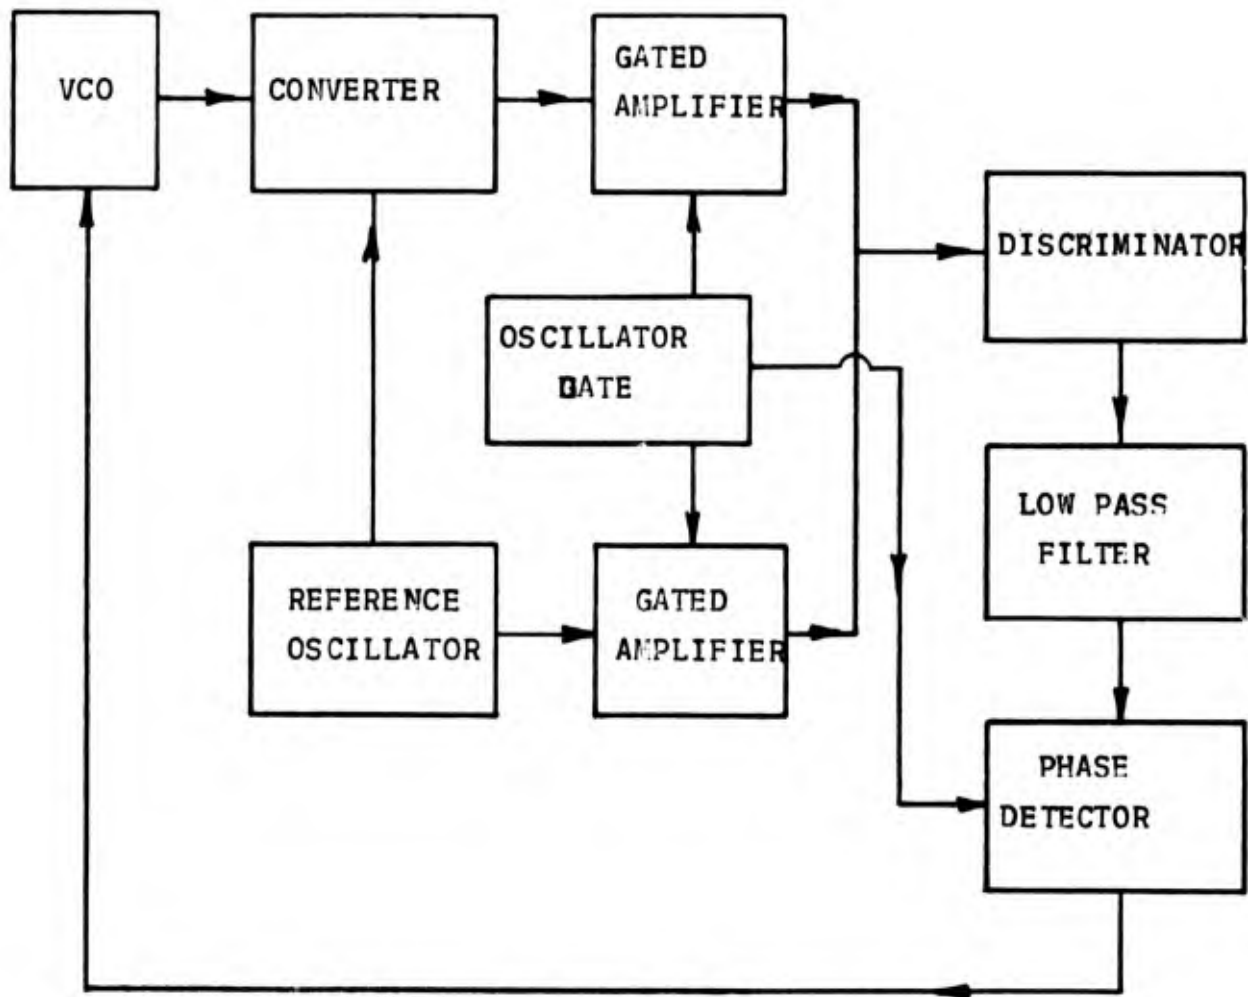 VCO
CONVERTER
GATED
AMPLIFIER
DISCRIMINATOR
OSCILLATOR
GATE
LOW PASS
FILTER
REFERENCE
OSCILLATOR
GATED
AMPLIFIER
PHASE
DETECTOR